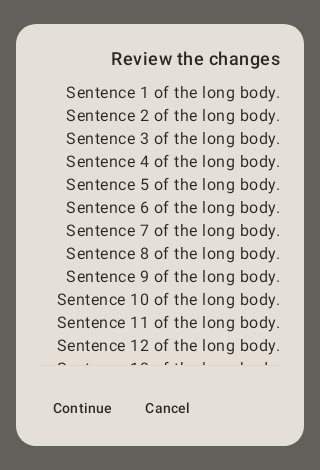 Review the changes
Sentence 1 of the long body.
Sentence 2 of the long body.
Sentence 3 of the long body.
Sentence 4 of the long body.
Sentence 5 of the long body.
Sentence 6 of the long body.
Sentence 7 of the long body.
Sentence 8 of the long body.
Sentence 9 of the long body.
Sentence 10 of the long body.
Sentence 11 of the long body.
Sentence 12 of the long body.
Continue Cancel